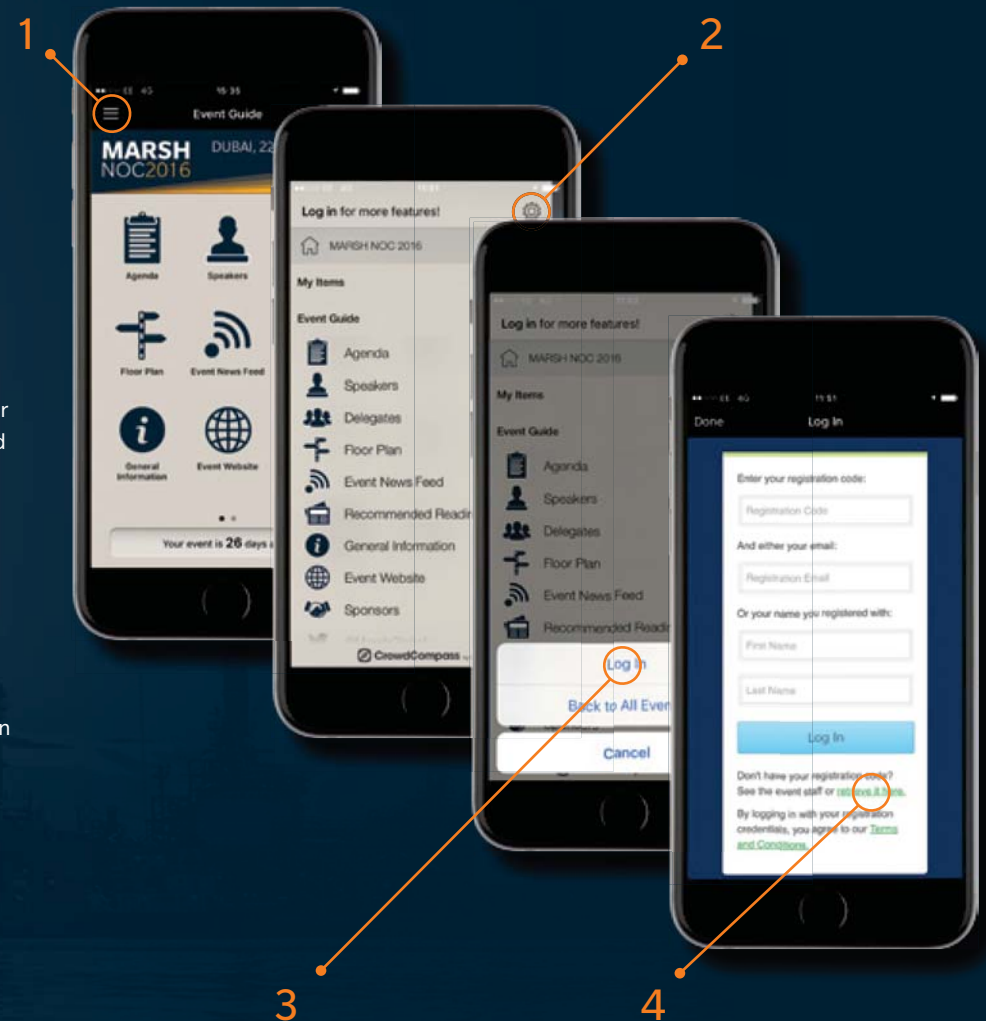 1
2
15:35
Event Guide
MARSH
NOC2016
DUBAI, 22
Agenda
Speakers
Floor Plan
Event News Feed
General
Information
Event Website
Your event is 26 days a
Log in for more features!
MARSH NOC 2016
My Items
Event Guide
Agenda
Speakers
Delegates
Floor Plan
Event News Feed
Recommended Readin
General Information
Event Website
Sponsors
CrowdCompass
Log in for more features!
MARSH NOC 2016
My Items
Event Guide
Agenda
Speakers
Delegates
Floor Plan
Event News Feed
Recommended Readin
Log In
Back to All Even
Cancel
EE 4G
11:51
Done
Log In
Enter your registration code:
Registration Code
And either your email:
Registration Email
Or your name you registered with:
First Name
Last Name
Log In
Don't have your registration code?
See the event staff or retrieve it here.
By logging in with your registration
credentials, you agree to our Terms
and Conditions.
r
d
n
3
4